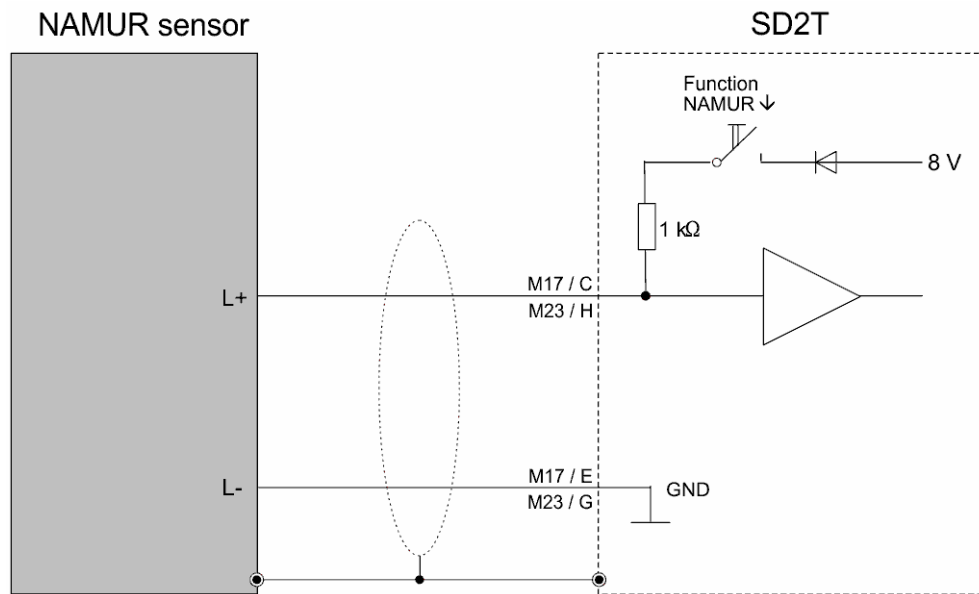 NAMUR sensor
SD2T
Function
NAMUR ↓
8 V
1 kΩ
L+
M17 / C
M23 / H
L-
M17 / E
M23 / G
GND